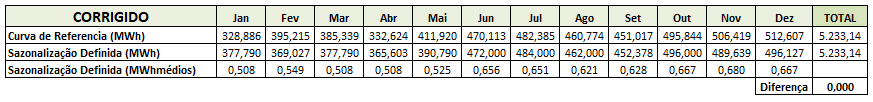 CORRIGIDO Jan Fev Mar Abr Mai Jun Jul Ago Set Out Nov Dez TOTAL
Curva de Referencia (MWh) 328,886 395,215 385,339 332,624 411,920 470,113 482,385 460,774 451,017 495,844 506,419 512,607 5.233,14
Sazonalização Definida (MWh) 377,790 369,027 377,790 365,603 390,790 472,000 484,000 462,000 452,378 496,000 489,639 496,127 5.233,14
Sazonalização Definida (MWhmédios) 0,508 0,549 0,508 0,508 0,525 0,656 0,651 0,621 0,628 0,667 0,680 0,667
Diferença 0,000